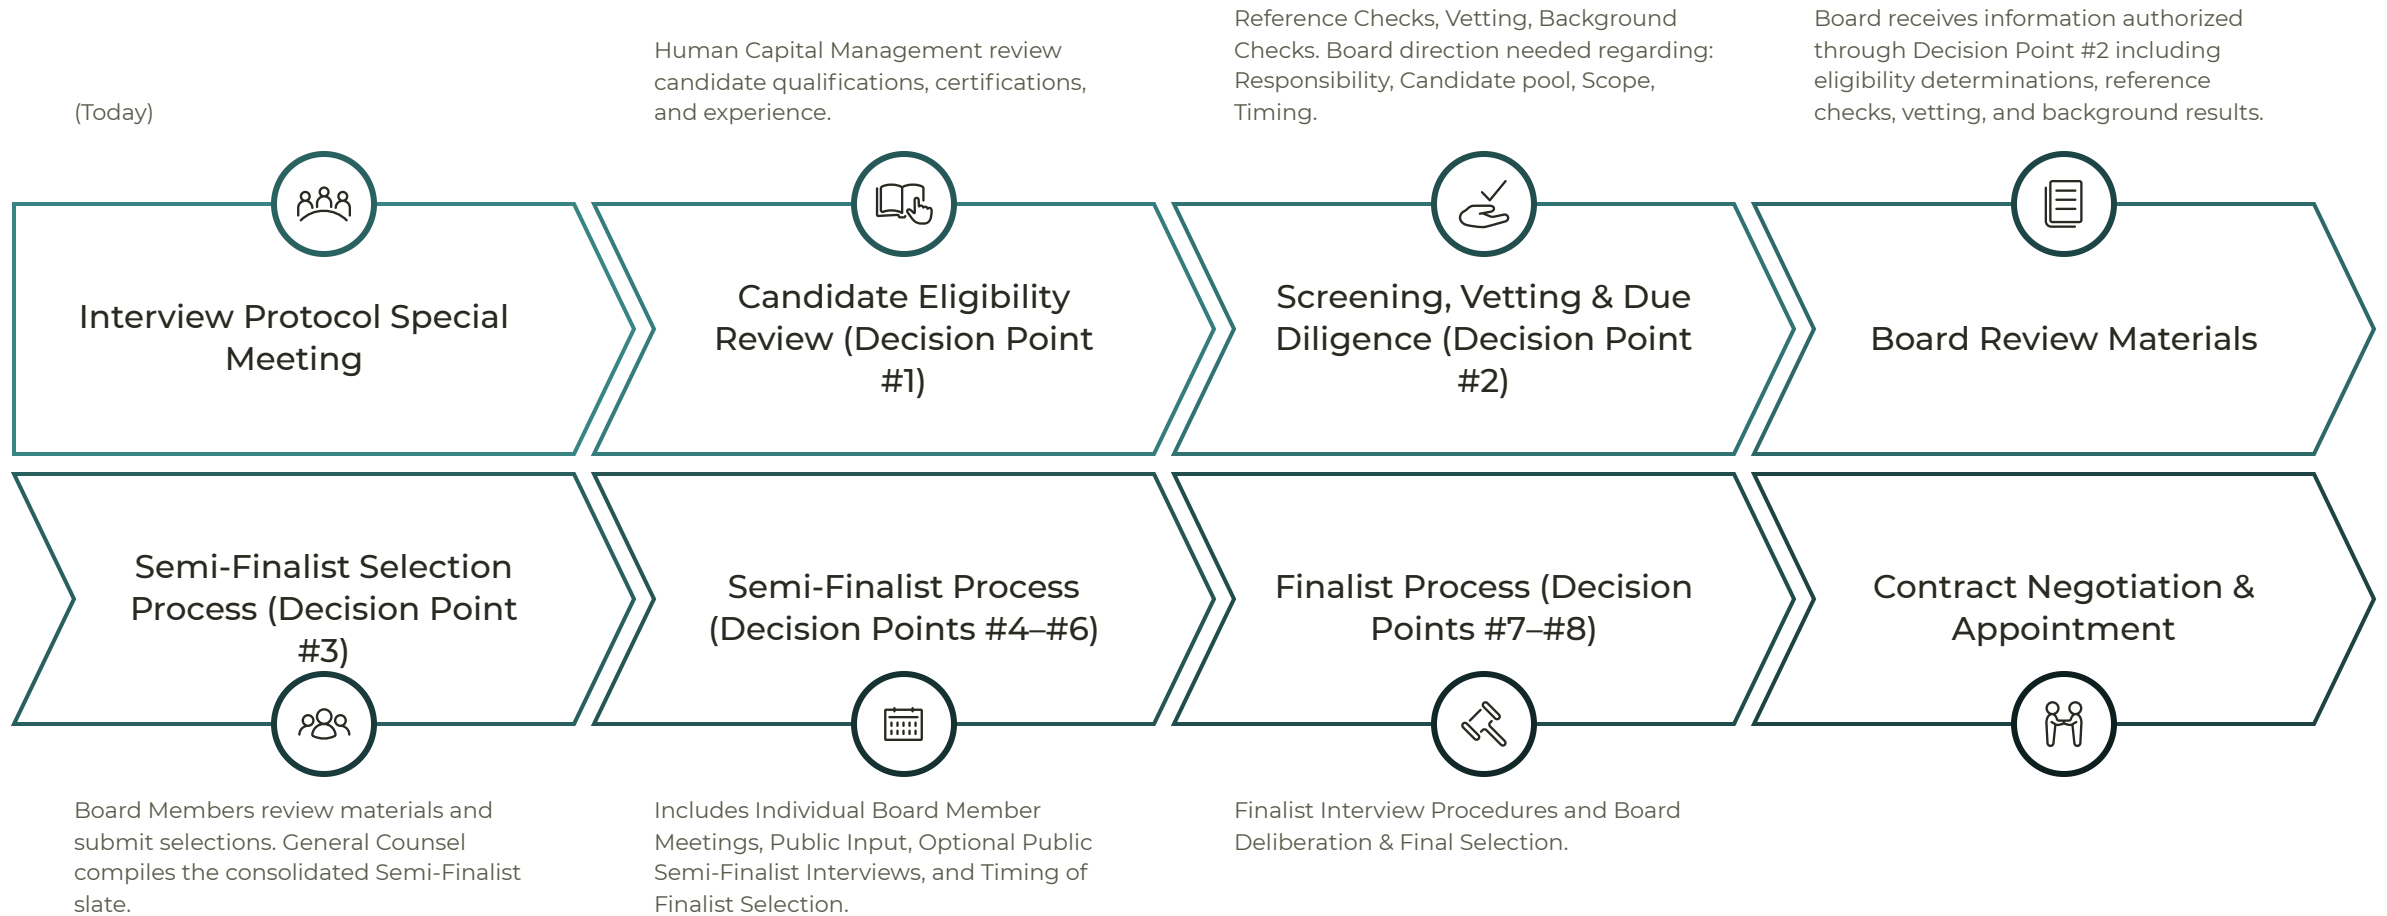 (Today)
Human Capital Management review
candidate qualifications, certifications,
and experience.
Reference Checks, Vetting, Background
Checks. Board direction needed regarding:
Responsibility, Candidate pool, Scope,
Timing.
Board receives information authorized
through Decision Point #2 including
eligibility determinations, reference
checks, vetting, and background results.
Interview Protocol Special
Meeting
Candidate Eligibility
Review (Decision Point
#1)
Screening, Vetting & Due
Diligence (Decision Point
#2)
Board Review Materials
Semi-Finalist Selection
Process (Decision Point
#3)
Semi-Finalist Process
(Decision Points #4–#6)
Finalist Process (Decision
Points #7–#8)
Contract Negotiation &
Appointment
Board Members review materials and
submit selections. General Counsel
compiles the consolidated Semi-Finalist
slate.
Includes Individual Board Member
Meetings, Public Input, Optional Public
Semi-Finalist Interviews, and Timing of
Finalist Selection.
Finalist Interview Procedures and Board
Deliberation & Final Selection.